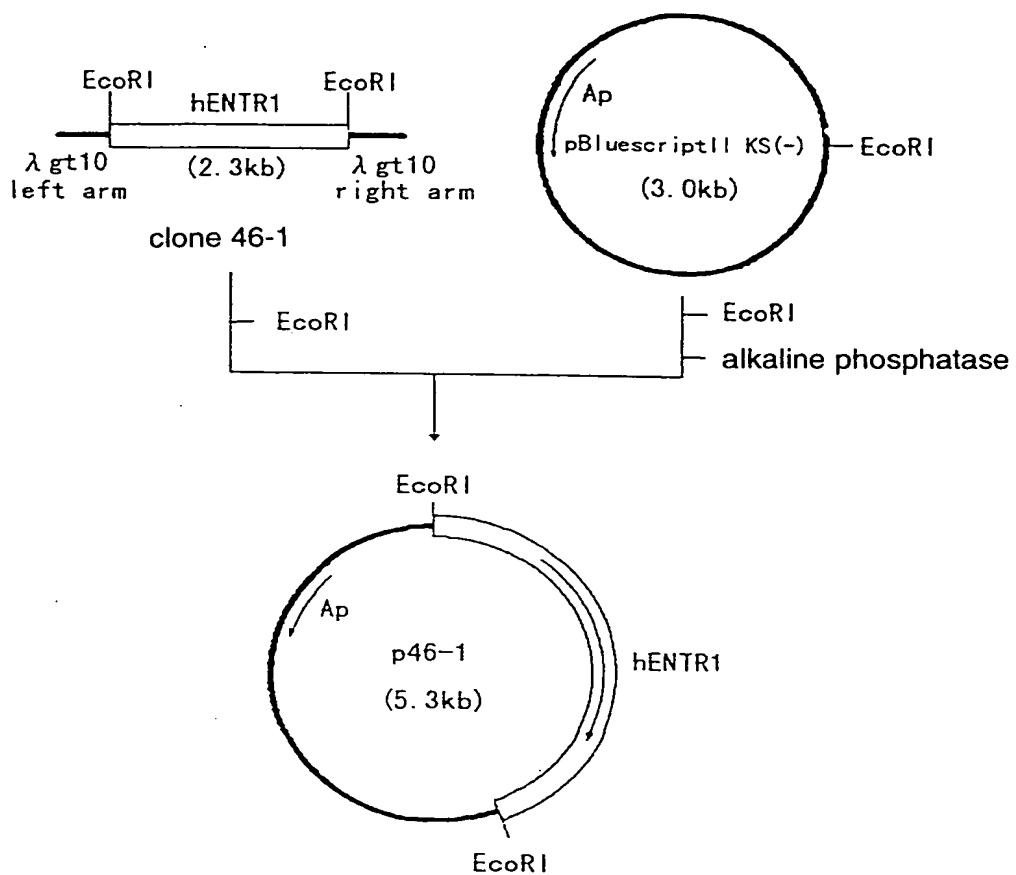 EcoRI
hENTR1
EcoRI
(2.3kb)
λgt10
left arm
λgt10
right arm
clone 46-1
Ap
pBluescriptII KS(-)
(3.0kb)
EcoRI
EcoRI
EcoRI
alkaline phosphatase
EcoRI
Ap
p46-1
(5.3kb)
hENTR1
EcoRI